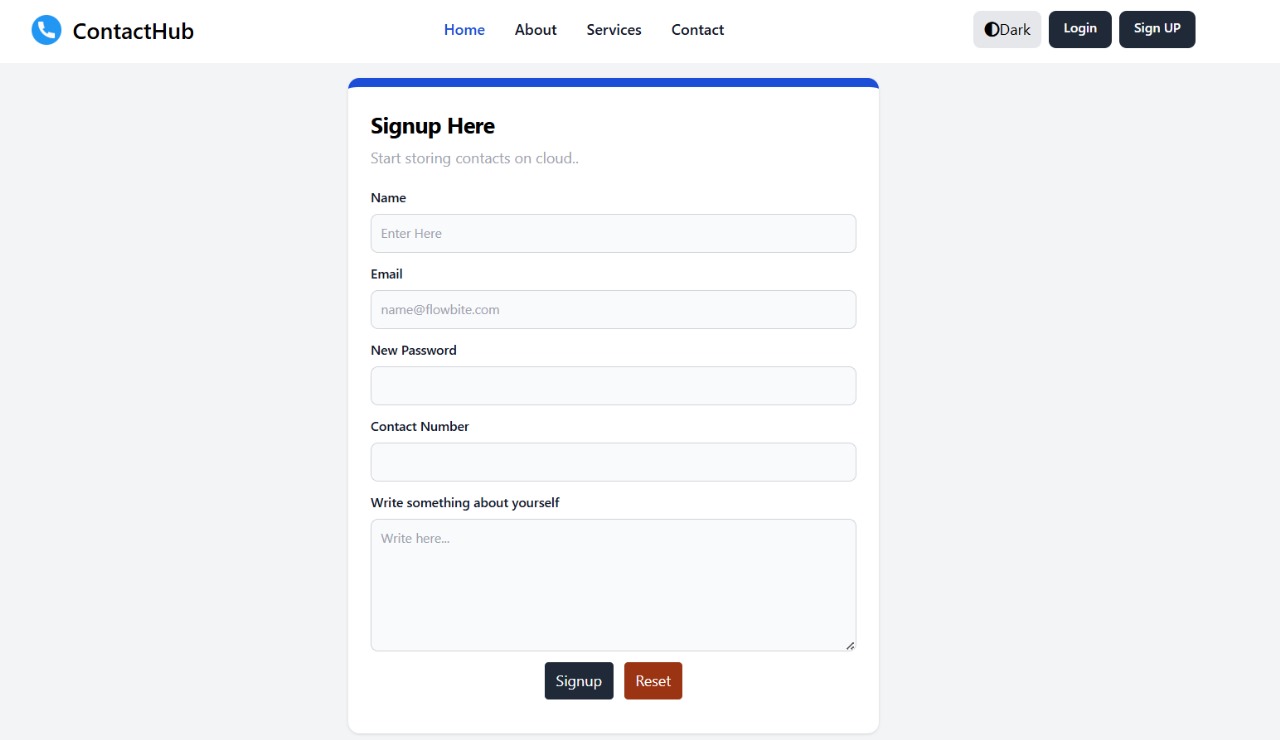 ContactHub
Home About Services Contact
Dark Login Sign UP
Signup Here
Start storing contacts on cloud..
Name
Enter Here
Email
name@flowbite.com
New Password
Contact Number
Write something about yourself
Write here...
Signup Reset